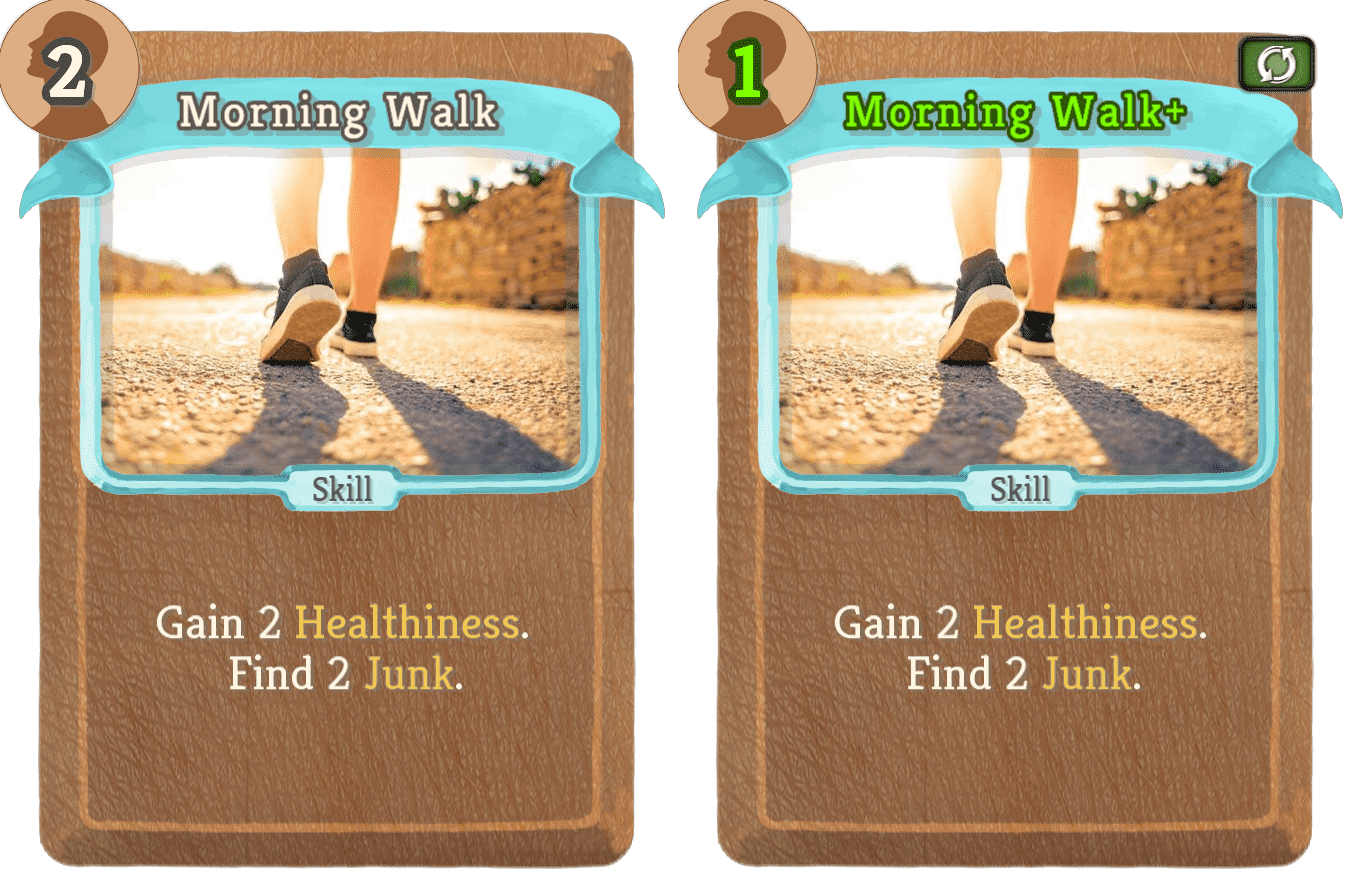 2
Morning Walk
Skill
Gain 2 Healthiness.
Find 2 Junk.
1
Morning Walk+
Skill
Gain 2 Healthiness.
Find 2 Junk.